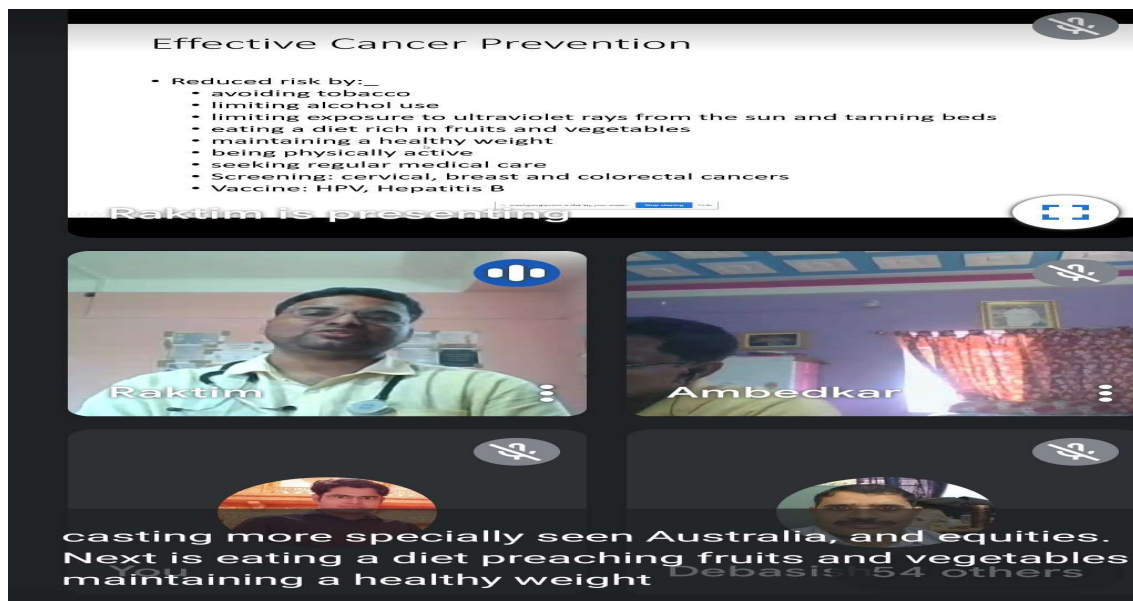 Effective Cancer Prevention
• Reduced risk by:_
• avoiding tobacco
• limiting alcohol use
• limiting exposure to ultraviolet rays from the sun and tanning beds
• eating a diet rich in fruits and vegetables
• maintaining a healthy weight
• being physically active
• seeking regular medical care
• Screening: cervical, breast and colorectal cancers
• Vaccine: HPV, Hepatitis B
Stop sharing
Raktim is presenting
Raktim
Ambedkar
casting more specially seen Australia, and equities.
Next is eating a diet preaching fruits and vegetables
maintaining a healthy weight
You
54 others